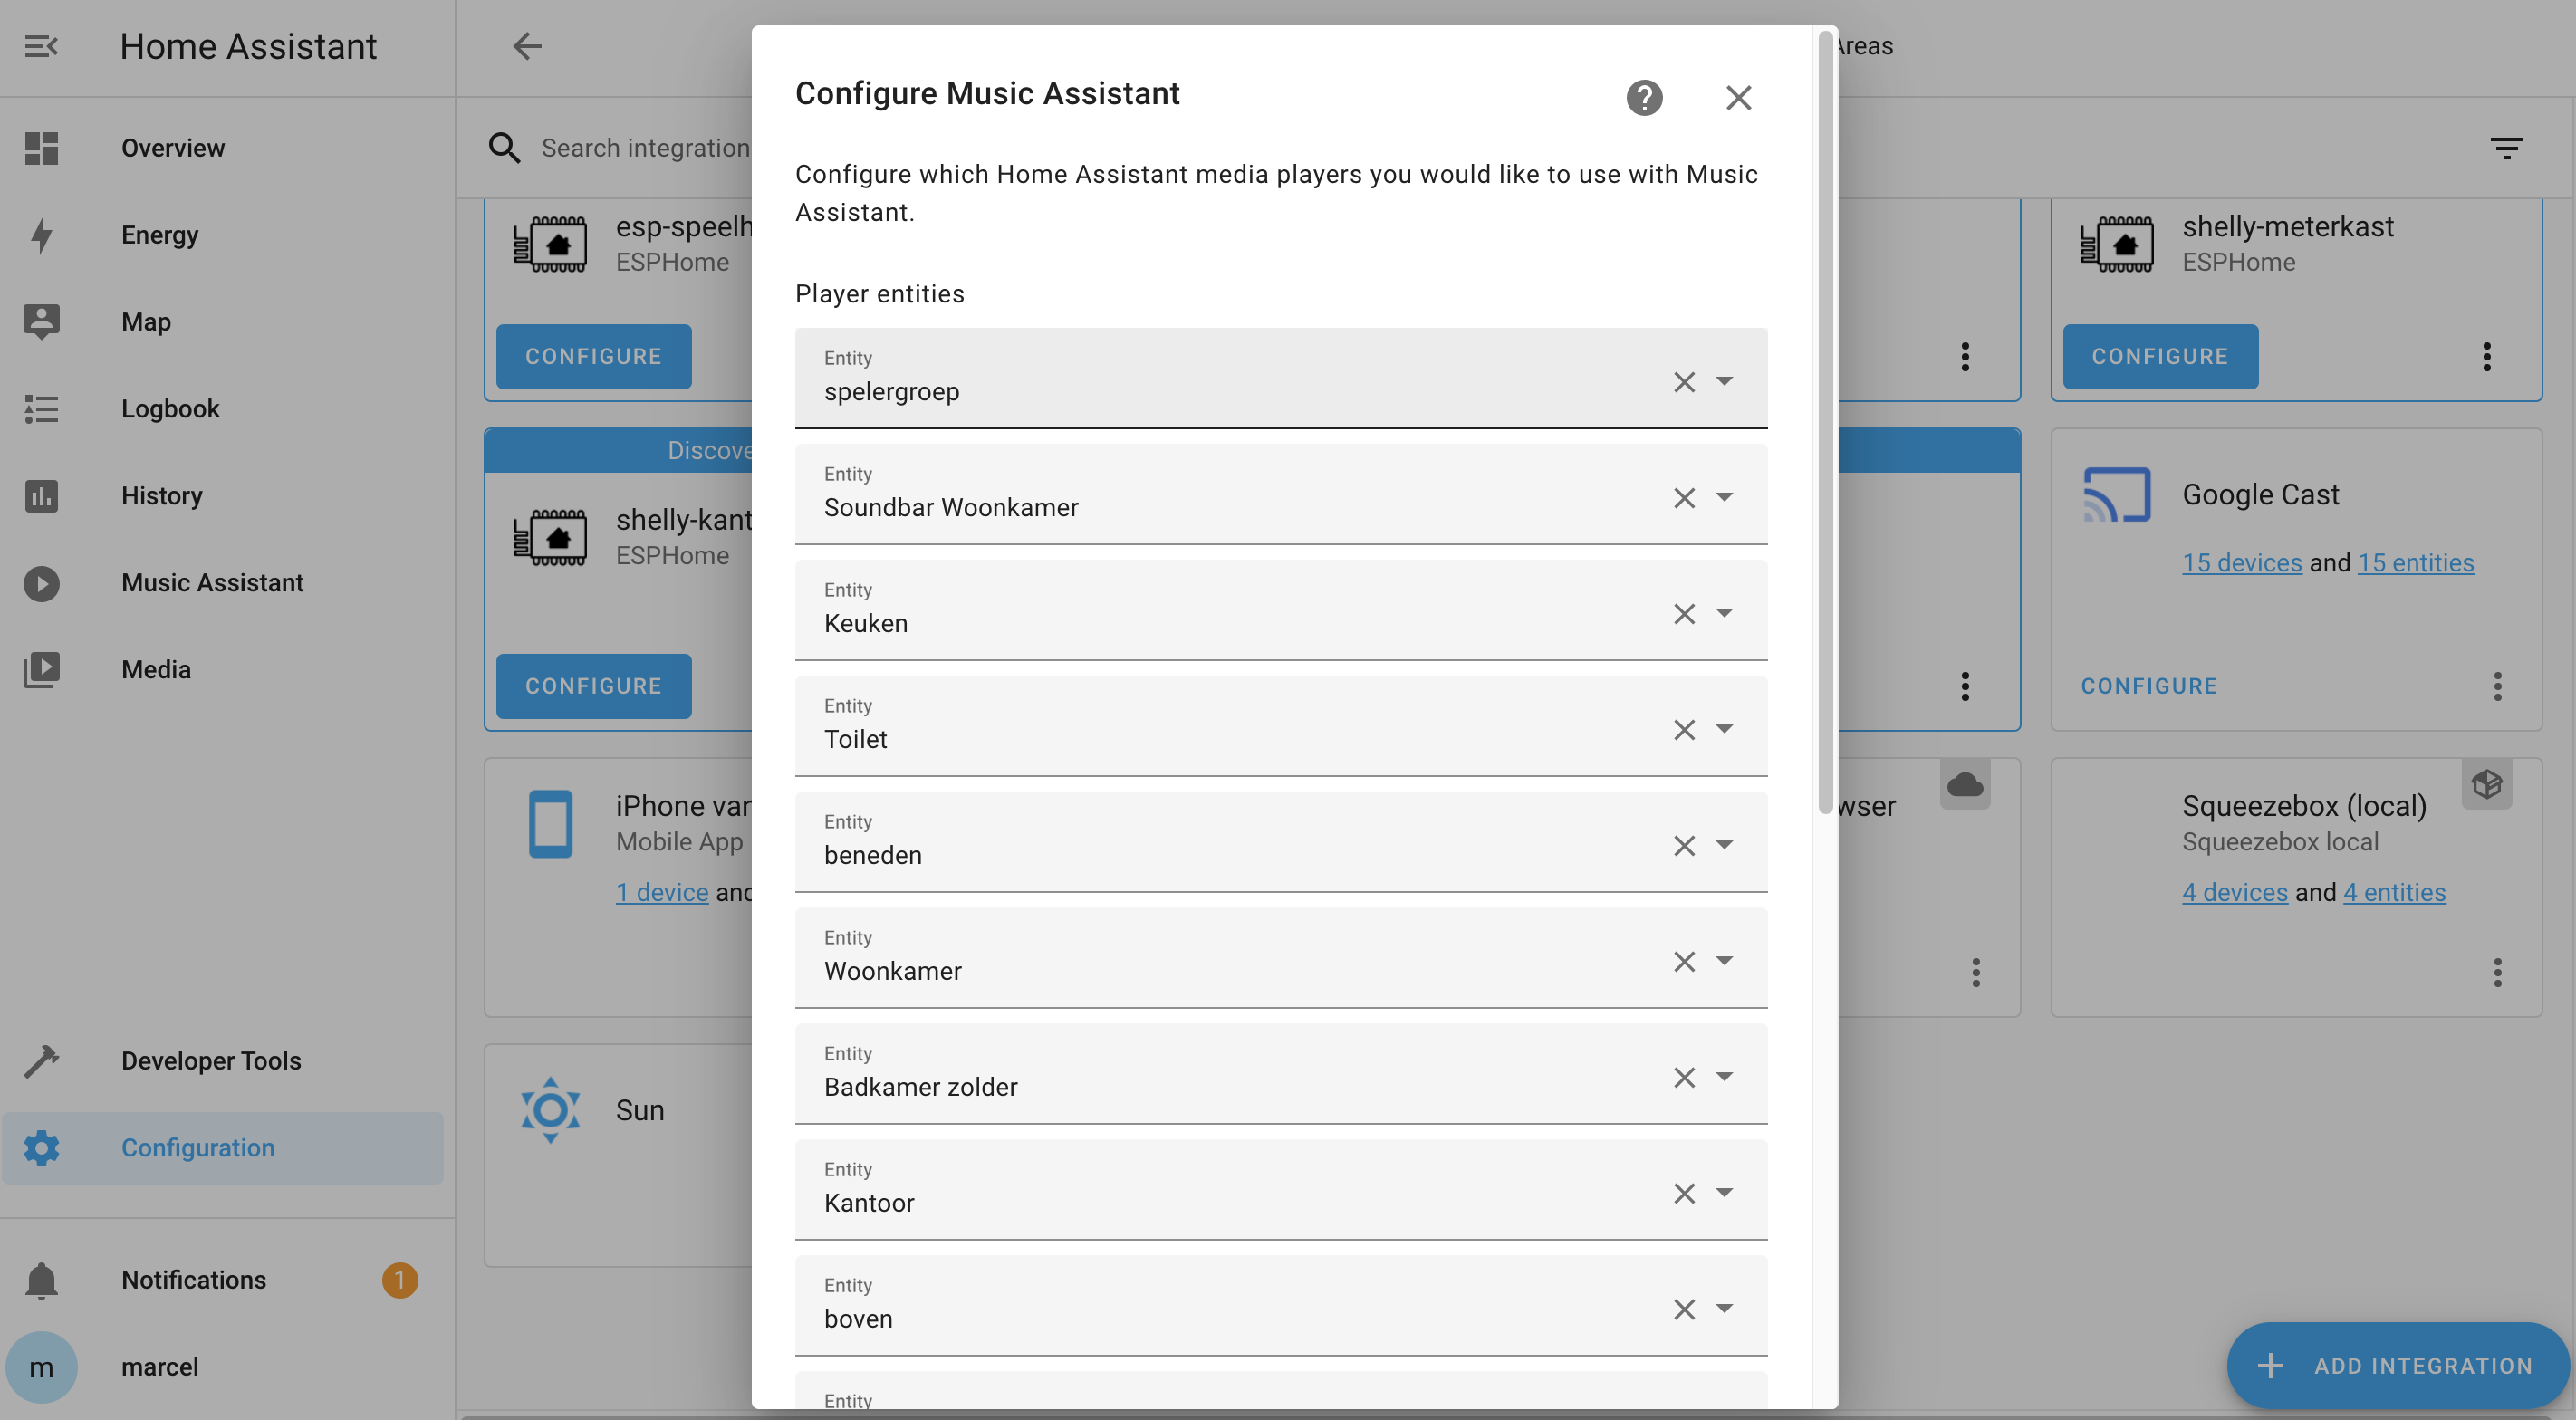 Home Assistant
Overview
Energy
Map
Logbook
History
Music Assistant
Media
Developer Tools
Configuration
Notifications
1
m
marcel
Areas
Search integration
esp-speelh
ESPHome
CONFIGURE
Discove
shelly-kant
ESPHome
CONFIGURE
iPhone van
Mobile App
1 device and
Sun
Configure Music Assistant
Configure which Home Assistant media players you would like to use with Music
Assistant.
Player entities
Entity
spelergroep
Entity
Soundbar Woonkamer
Entity
Keuken
Entity
Toilet
Entity
beneden
Entity
Woonkamer
Entity
Badkamer zolder
Entity
Kantoor
Entity
boven
Entity
shelly-meterkast
ESPHome
CONFIGURE
Google Cast
15 devices and 15 entities
CONFIGURE
wser
Squeezebox (local)
Squeezebox local
4 devices and 4 entities
ADD INTEGRATION